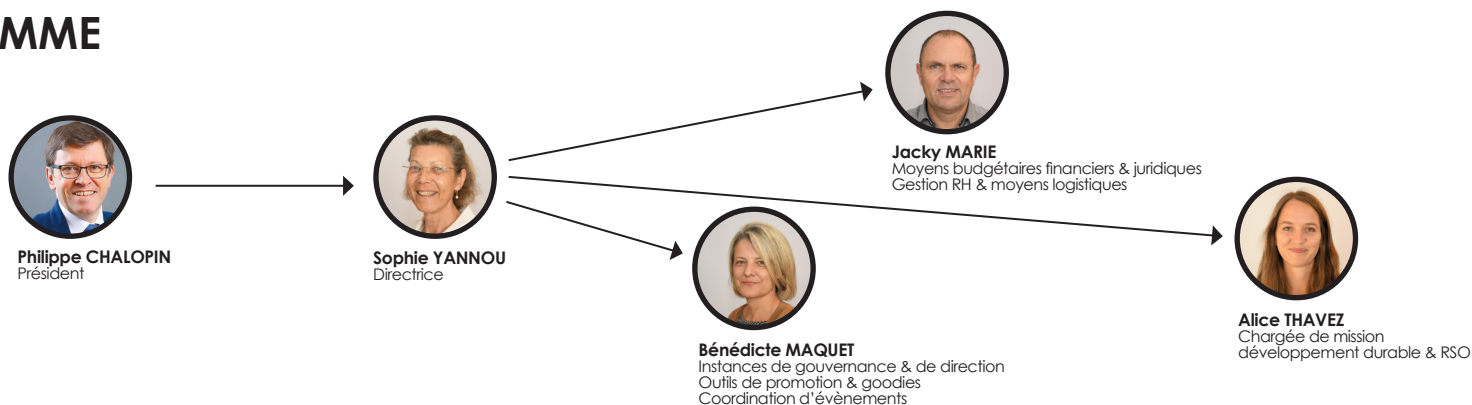 MME
Philippe CHALOPIN
Président
Sophie YANNOU
Directrice
Jacky MARIE
Moyens budgétaires financiers & juridiques
Gestion RH & moyens logistiques
Bénédicte MAQUET
Instances de gouvernance & de direction
Outils de promotion & goodies
Coordination d'évènements
Alice THAVEZ
Chargée de mission
développement durable & RSO